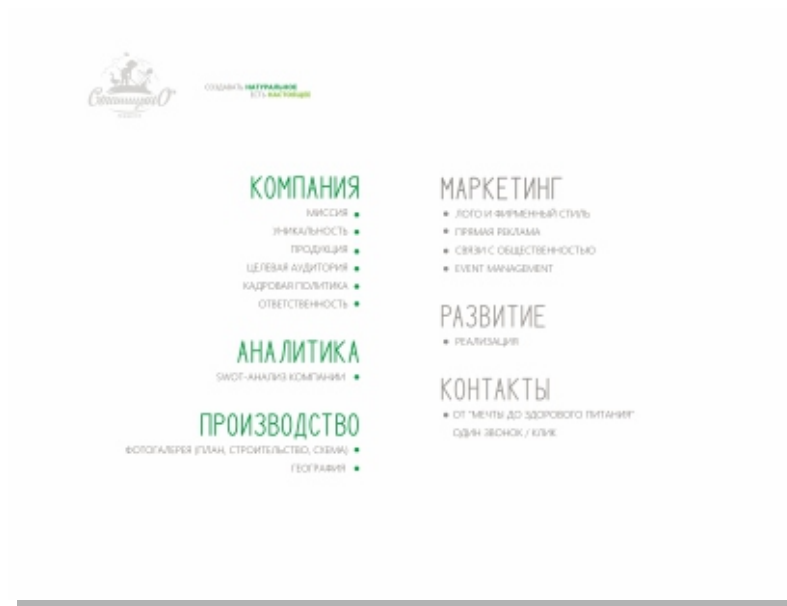 СОЗДАВАТЬ НАТУРАЛЬНОЕ
ЕСТЬ НАСТОЯЩЕЕ
КОМПАНИЯ
МИССИЯ
УНИКАЛЬНОСТЬ
ПРОДУКЦИЯ
ЦЕЛЕВАЯ АУДИТОРИЯ
КАДРОВАЯ ПОЛИТИКА
ОТВЕТСТВЕННОСТЬ
АНАЛИТИКА
SWOT-АНАЛИЗ КОМПАНИИ
ПРОИЗВОДСТВО
ФОТОГАЛЕРЕЯ (ПЛАН, СТРОИТЕЛЬСТВО, СХЕМА)
ГЕОГРАФИЯ
МАРКЕТИНГ
ЛОГО И ФИРМЕННЫЙ СТИЛЬ
ПРЯМАЯ РЕКЛАМА
СВЯЗИ С ОБЩЕСТВЕННОСТЬЮ
EVENT MANAGEMENT
РАЗВИТИЕ
РЕАЛИЗАЦИЯ
КОНТАКТЫ
ОТ "МЕЧТЫ ДО ЗДОРОВОГО ПИТАНИЯ"
ОДИН ЗВОНОК / КЛИК